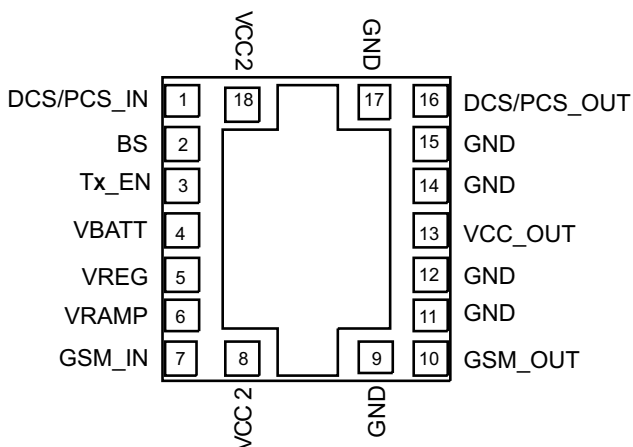 VCC2
GND
DCS/PCS_IN 1 18 17 16 DCS/PCS_OUT
BS 2 15 GND
Tx_EN 3 14 GND
VBATT 4 13 VCC_OUT
VREG 5 12 GND
VRAMP 6 11 GND
GSM_IN 7 8 9 10 GSM_OUT
VCC 2
GND